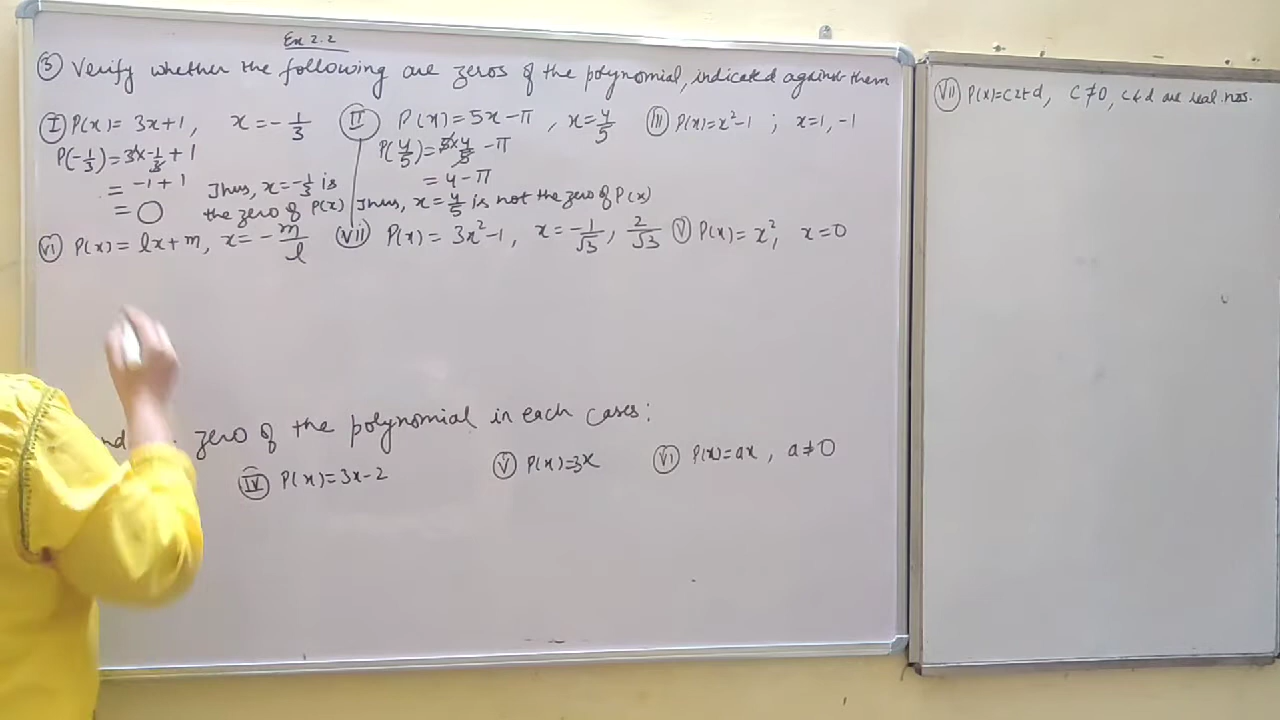 Ex 2.2
③ Verify whether the following are zeros of the polynomial, indicated against them
Ⓘ P(x) = 3x+1, x = -1/3 Ⓘⓘ P(x) = 5x-π, x = 4/5 III P(x) = x²-1 ; x=1, -1
P(-1/3) = 3x-1/3 + 1 P(4/5) = 5x4/5 - π
= -1+1 Thus, x = -1/3 is = 4-π
= 0 the zero of P(x) Thus, x = 4/5 is not the zero of P(x)
VI P(x) = lx+m, x = -m/l VII P(x) = 3x²-1, x = -1/√3, 2/√3 V P(x) = x², x=0
zero of the polynomial in each cases:
IV P(x) = 3x-2 V P(x)=3x VI P(x)=ax, a≠0
VII P(x)=cx+d, C≠0, c&d are real nos.